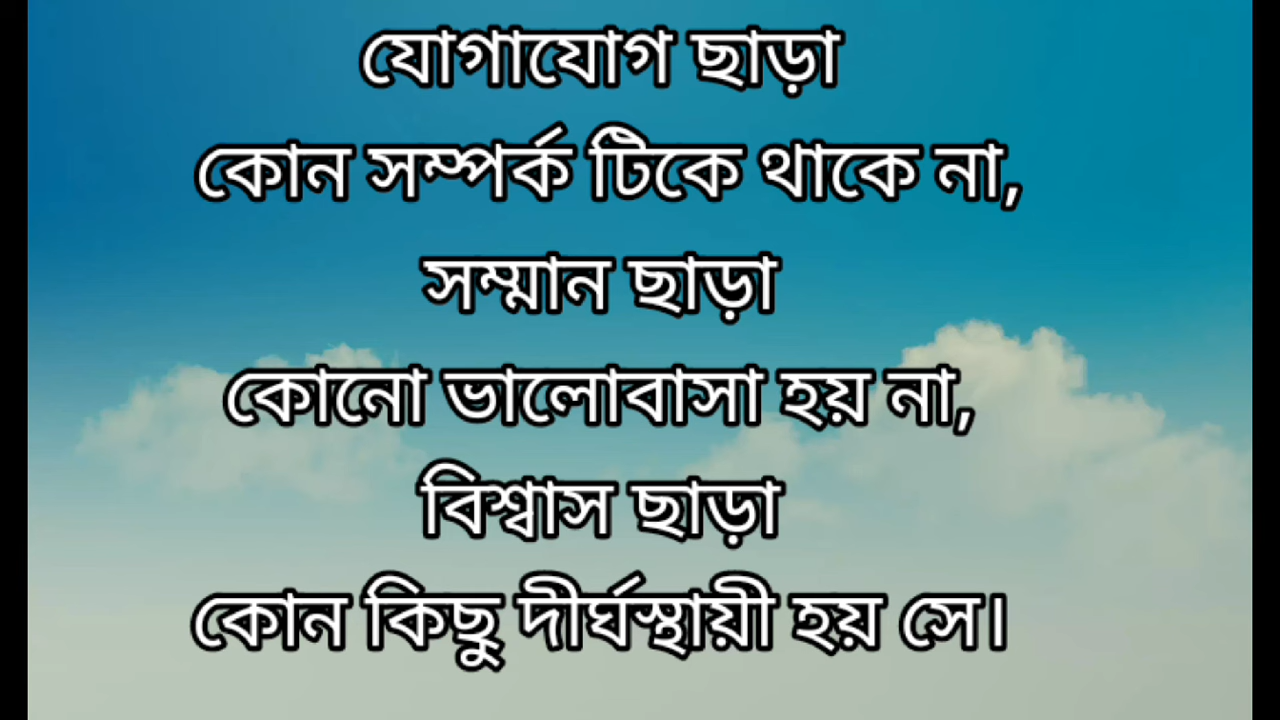 যোগাযোগ ছাড়া
কোন সম্পর্ক টিকে থাকে না,
সম্মান ছাড়া
কোনো ভালোবাসা হয় না,
বিশ্বাস ছাড়া
কোন কিছু দীর্ঘস্থায়ী হয় সে।